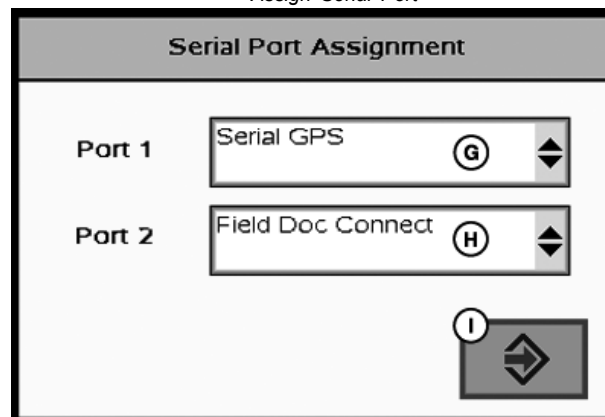 Assign Serial Port
Serial Port Assignment
Port 1
Serial GPS
G
Port 2
Field Doc Connect
H
I